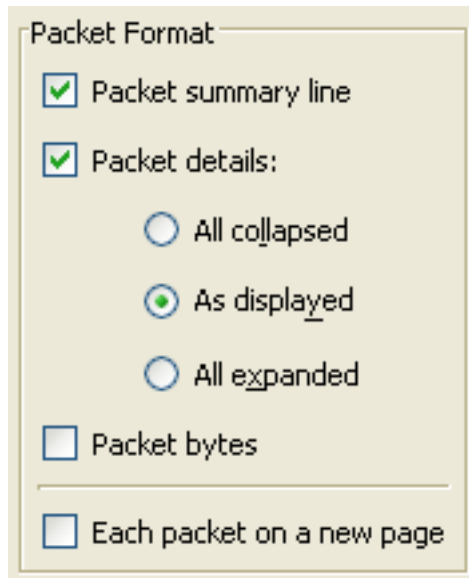 Packet Format
Packet summary line
Packet details:
All collapsed
As displayed
All expanded
Packet bytes
Each packet on a new page